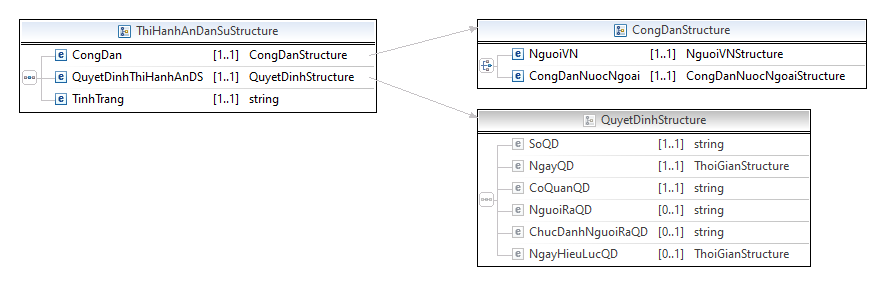 ThiHanhAnDanSuStructure
CongDan [1..1] CongDanStructure
QuyetDinhThiHanhAnDS [1..1] QuyetDinhStructure
TinhTrang [1..1] string
CongDanStructure
NguoiVN [1..1] NguoiVNStructure
CongDanNuocNgoai [1..1] CongDanNuocNgoaiStructure
QuyetDinhStructure
SoQD [1..1] string
NgayQD [1..1] ThoiGianStructure
CoQuanQD [1..1] string
NguoiRaQD [0..1] string
ChucDanhNguoiRaQD [0..1] string
NgayHieuLucQD [0..1] ThoiGianStructure